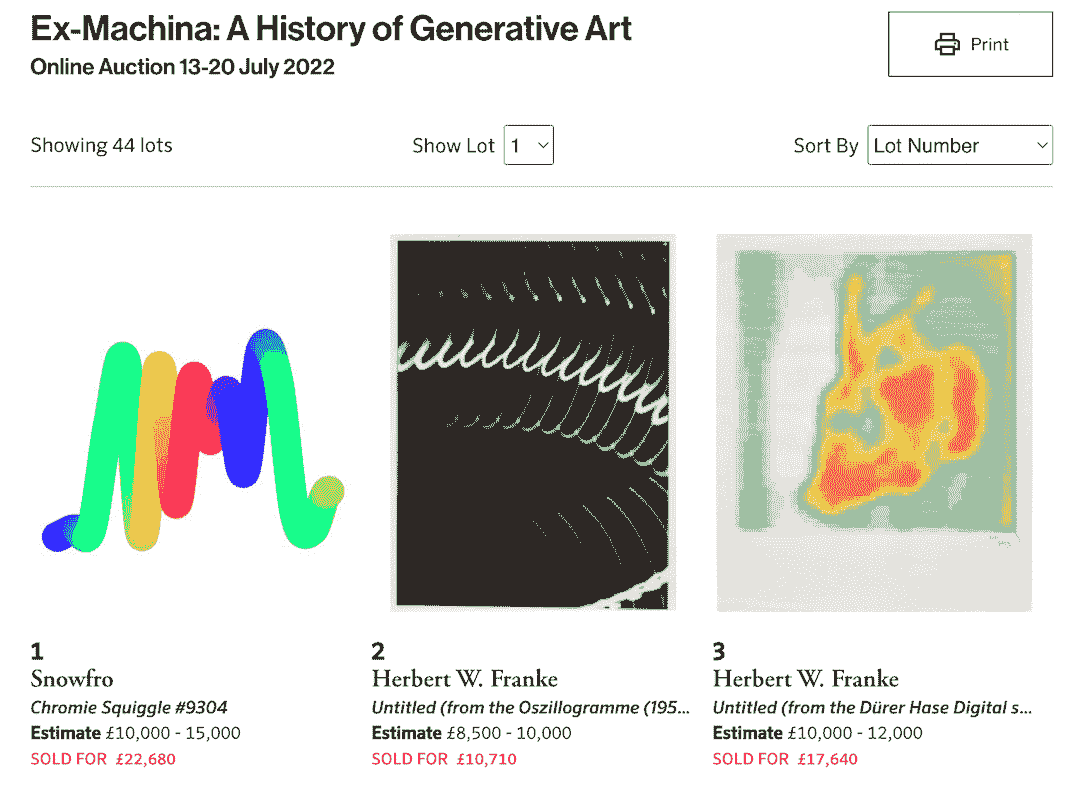 Ex-Machina: A History of Generative Art
Online Auction 13-20 July 2022
Print
Showing 44 lots
Show Lot 1
Sort By Lot Number
1
Snowfro
Chromie Squiggle #9304
Estimate £10,000 - 15,000
SOLD FOR £22,680
2
Herbert W. Franke
Untitled (from the Oszillogramme (195...
Estimate £8,500 - 10,000
SOLD FOR £10,710
3
Herbert W. Franke
Untitled (from the Dürer Hase Digital s...
Estimate £10,000 - 12,000
SOLD FOR £17,640